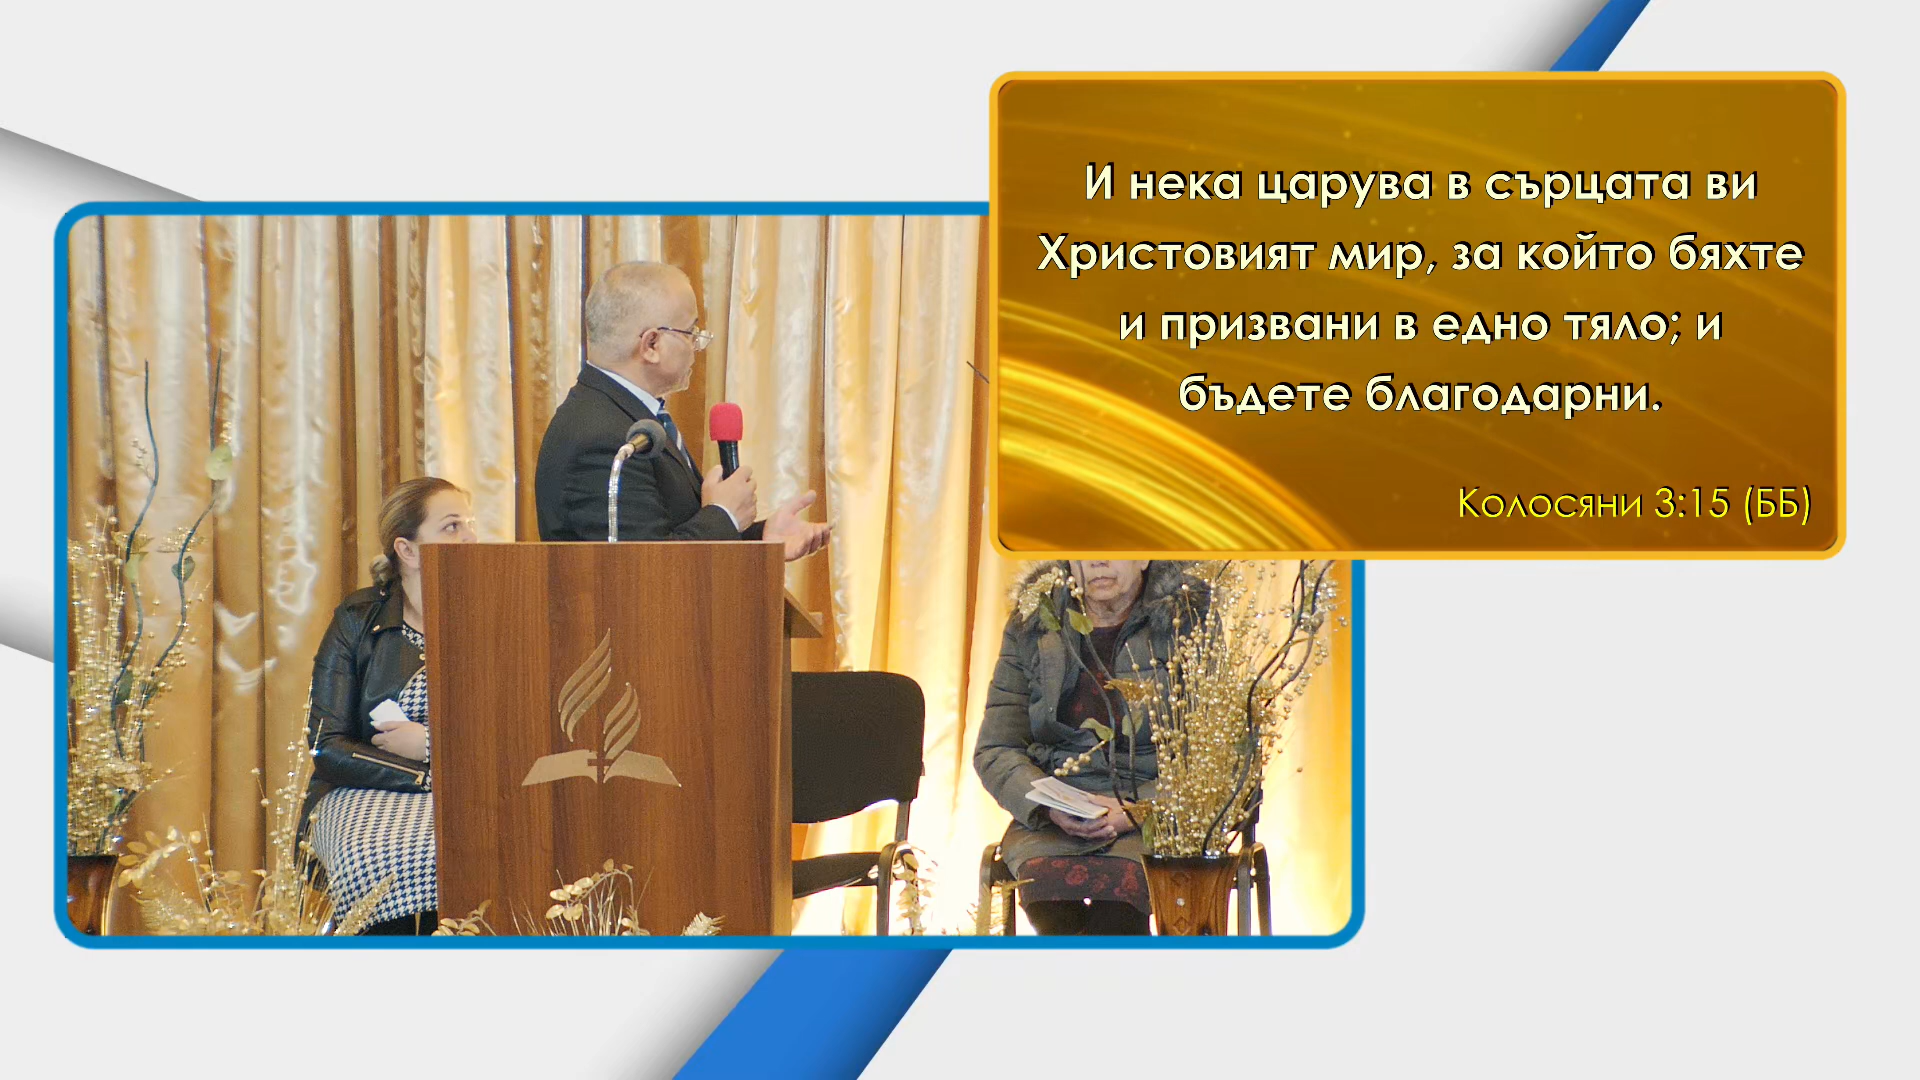 И нека царува в сърцата ви
Христовият мир, за който бяхте
и призвани в едно тяло; и
бъдете благодарни.
Колосяни 3:15 (ББ)